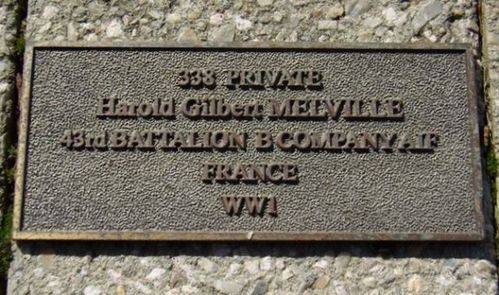 338 PRIVATE
Harold Gilbert MELVILLE
43rd BATTALION B COMPANY AIF
FRANCE
WW1